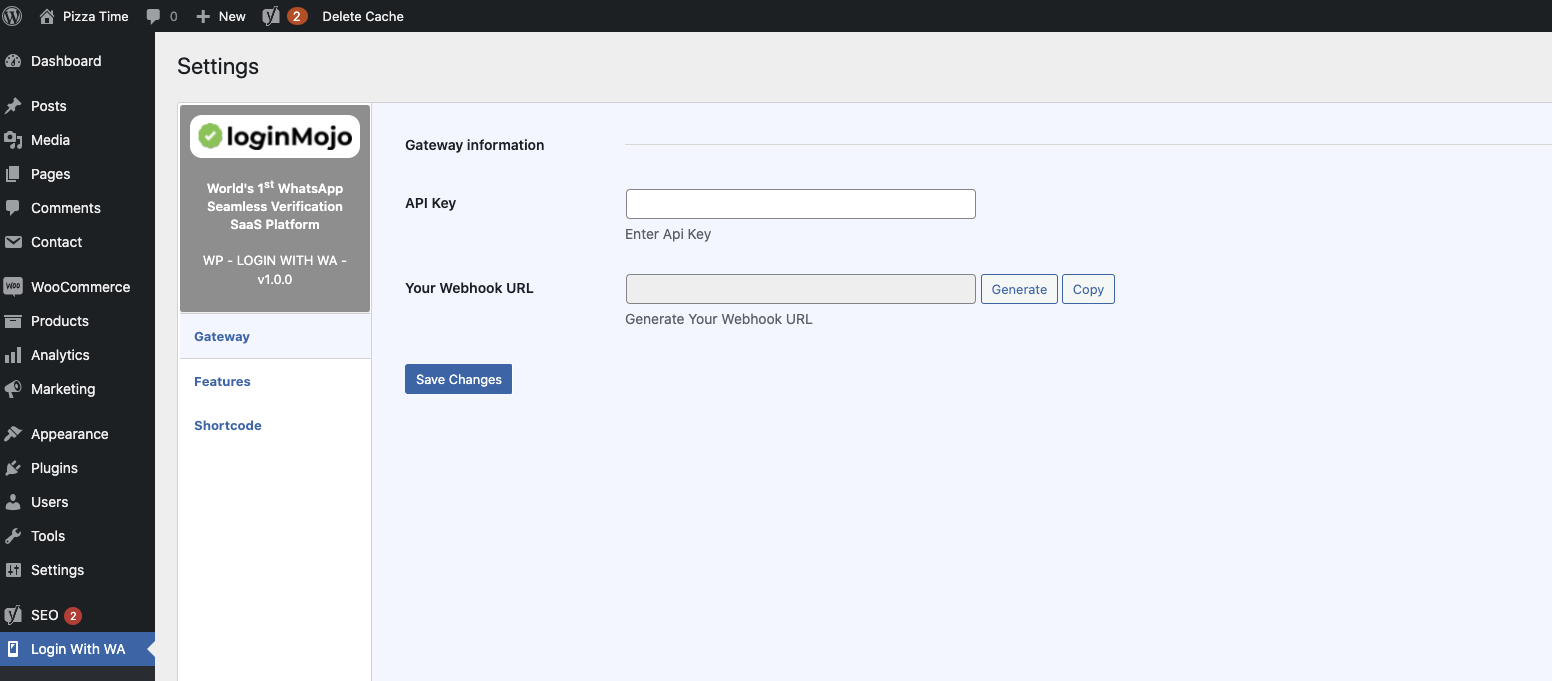 Pizza Time 0 New 2 Delete Cache
Dashboard
Posts
Media
Pages
Comments
Contact
WooCommerce
Products
Analytics
Marketing
Appearance
Plugins
Users
Tools
Settings
SEO 2
Login With WA
Settings
loginMojo
World's 1st WhatsApp
Seamless Verification
SaaS Platform
WP - LOGIN WITH WA -
v1.0.0
Gateway
Features
Shortcode
Gateway information
API Key
Enter Api Key
Your Webhook URL Generate Copy
Generate Your Webhook URL
Save Changes